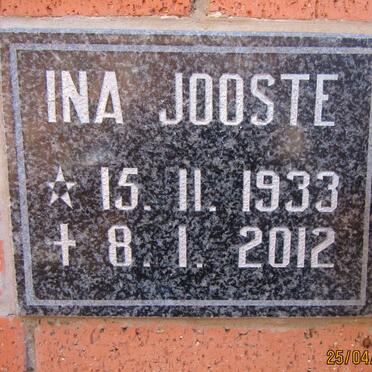 INA JOOSTE
☆ 15. 11. 1933
✝ 8. 1. 2012
25/04